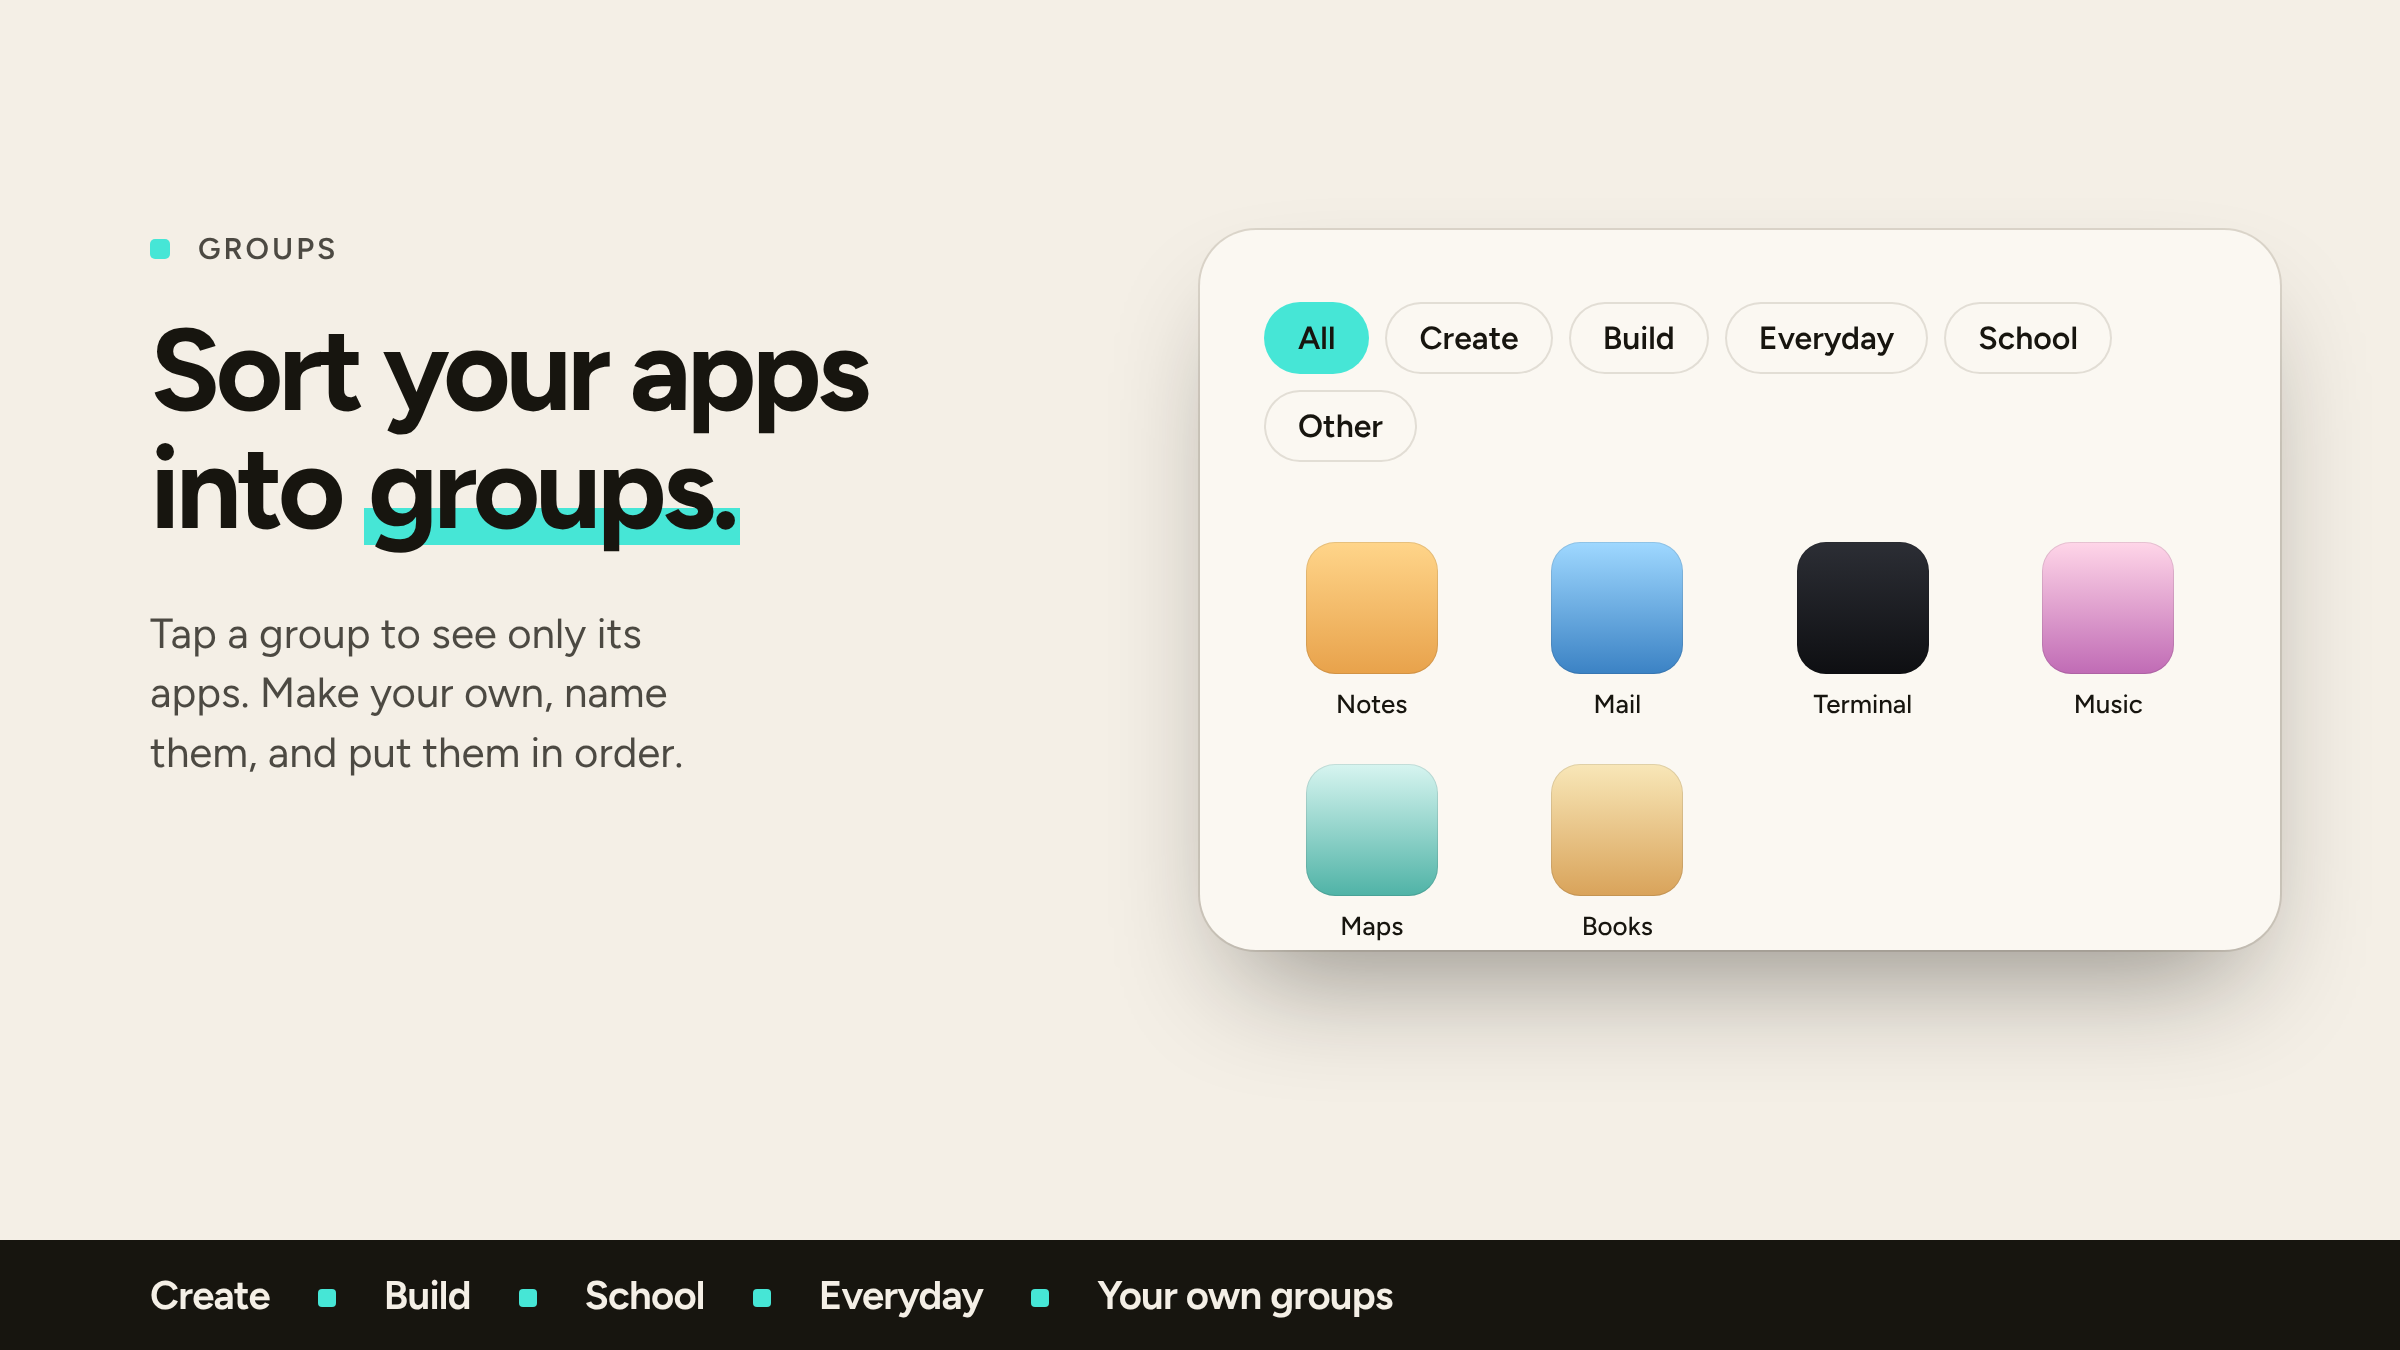 GROUPS
Sort your apps
into groups.
Tap a group to see only its
apps. Make your own, name
them, and put them in order.
All Create Build Everyday School
Other
Notes Mail Terminal Music
Maps Books
Create Build School Everyday Your own groups